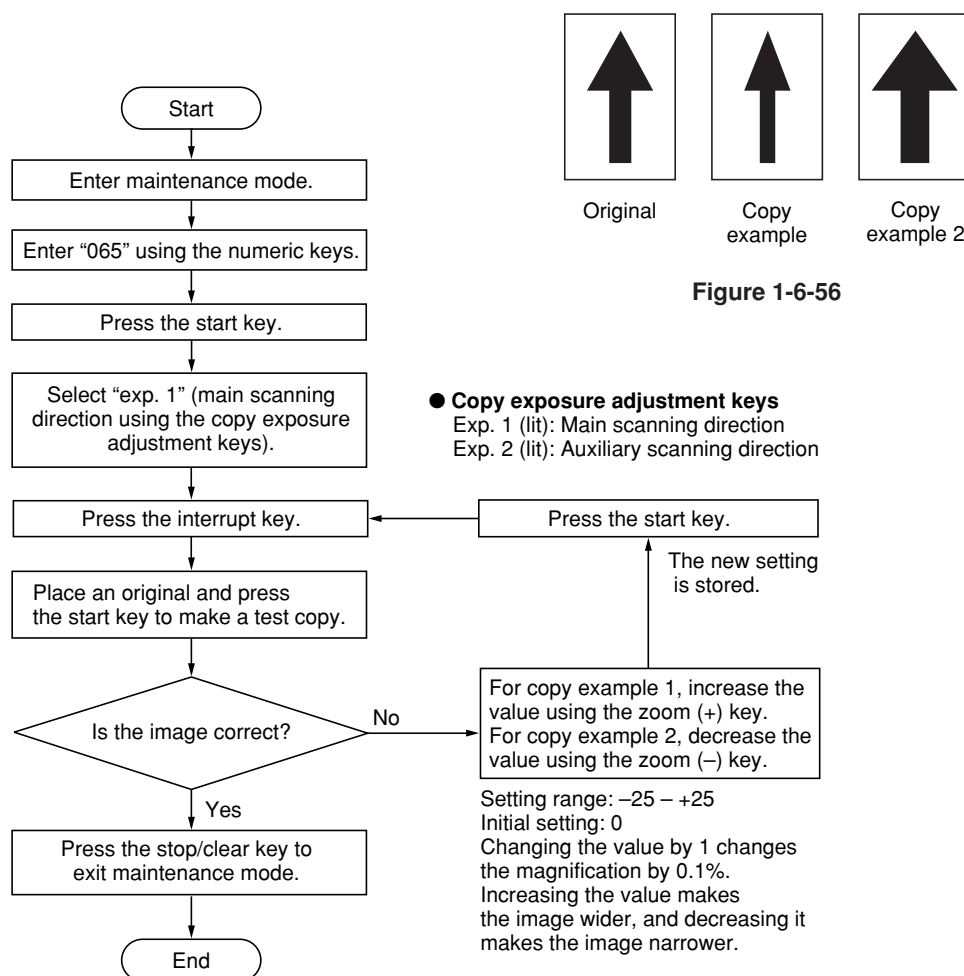 Original
Copy
example
Copy
example 2
Figure 1-6-56
Start
Enter maintenance mode.
Enter “065” using the numeric keys.
Press the start key.
Select “exp. 1” (main scanning
direction using the copy exposure
adjustment keys).
● Copy exposure adjustment keys
Exp. 1 (lit): Main scanning direction
Exp. 2 (lit): Auxiliary scanning direction
Press the interrupt key.
Press the start key.
The new setting
is stored.
Place an original and press
the start key to make a test copy.
Is the image correct?
No
For copy example 1, increase the
value using the zoom (+) key.
For copy example 2, decrease the
value using the zoom (–) key.
Setting range: –25 – +25
Initial setting: 0
Changing the value by 1 changes
the magnification by 0.1%.
Increasing the value makes
the image wider, and decreasing it
makes the image narrower.
Yes
Press the stop/clear key to
exit maintenance mode.
End